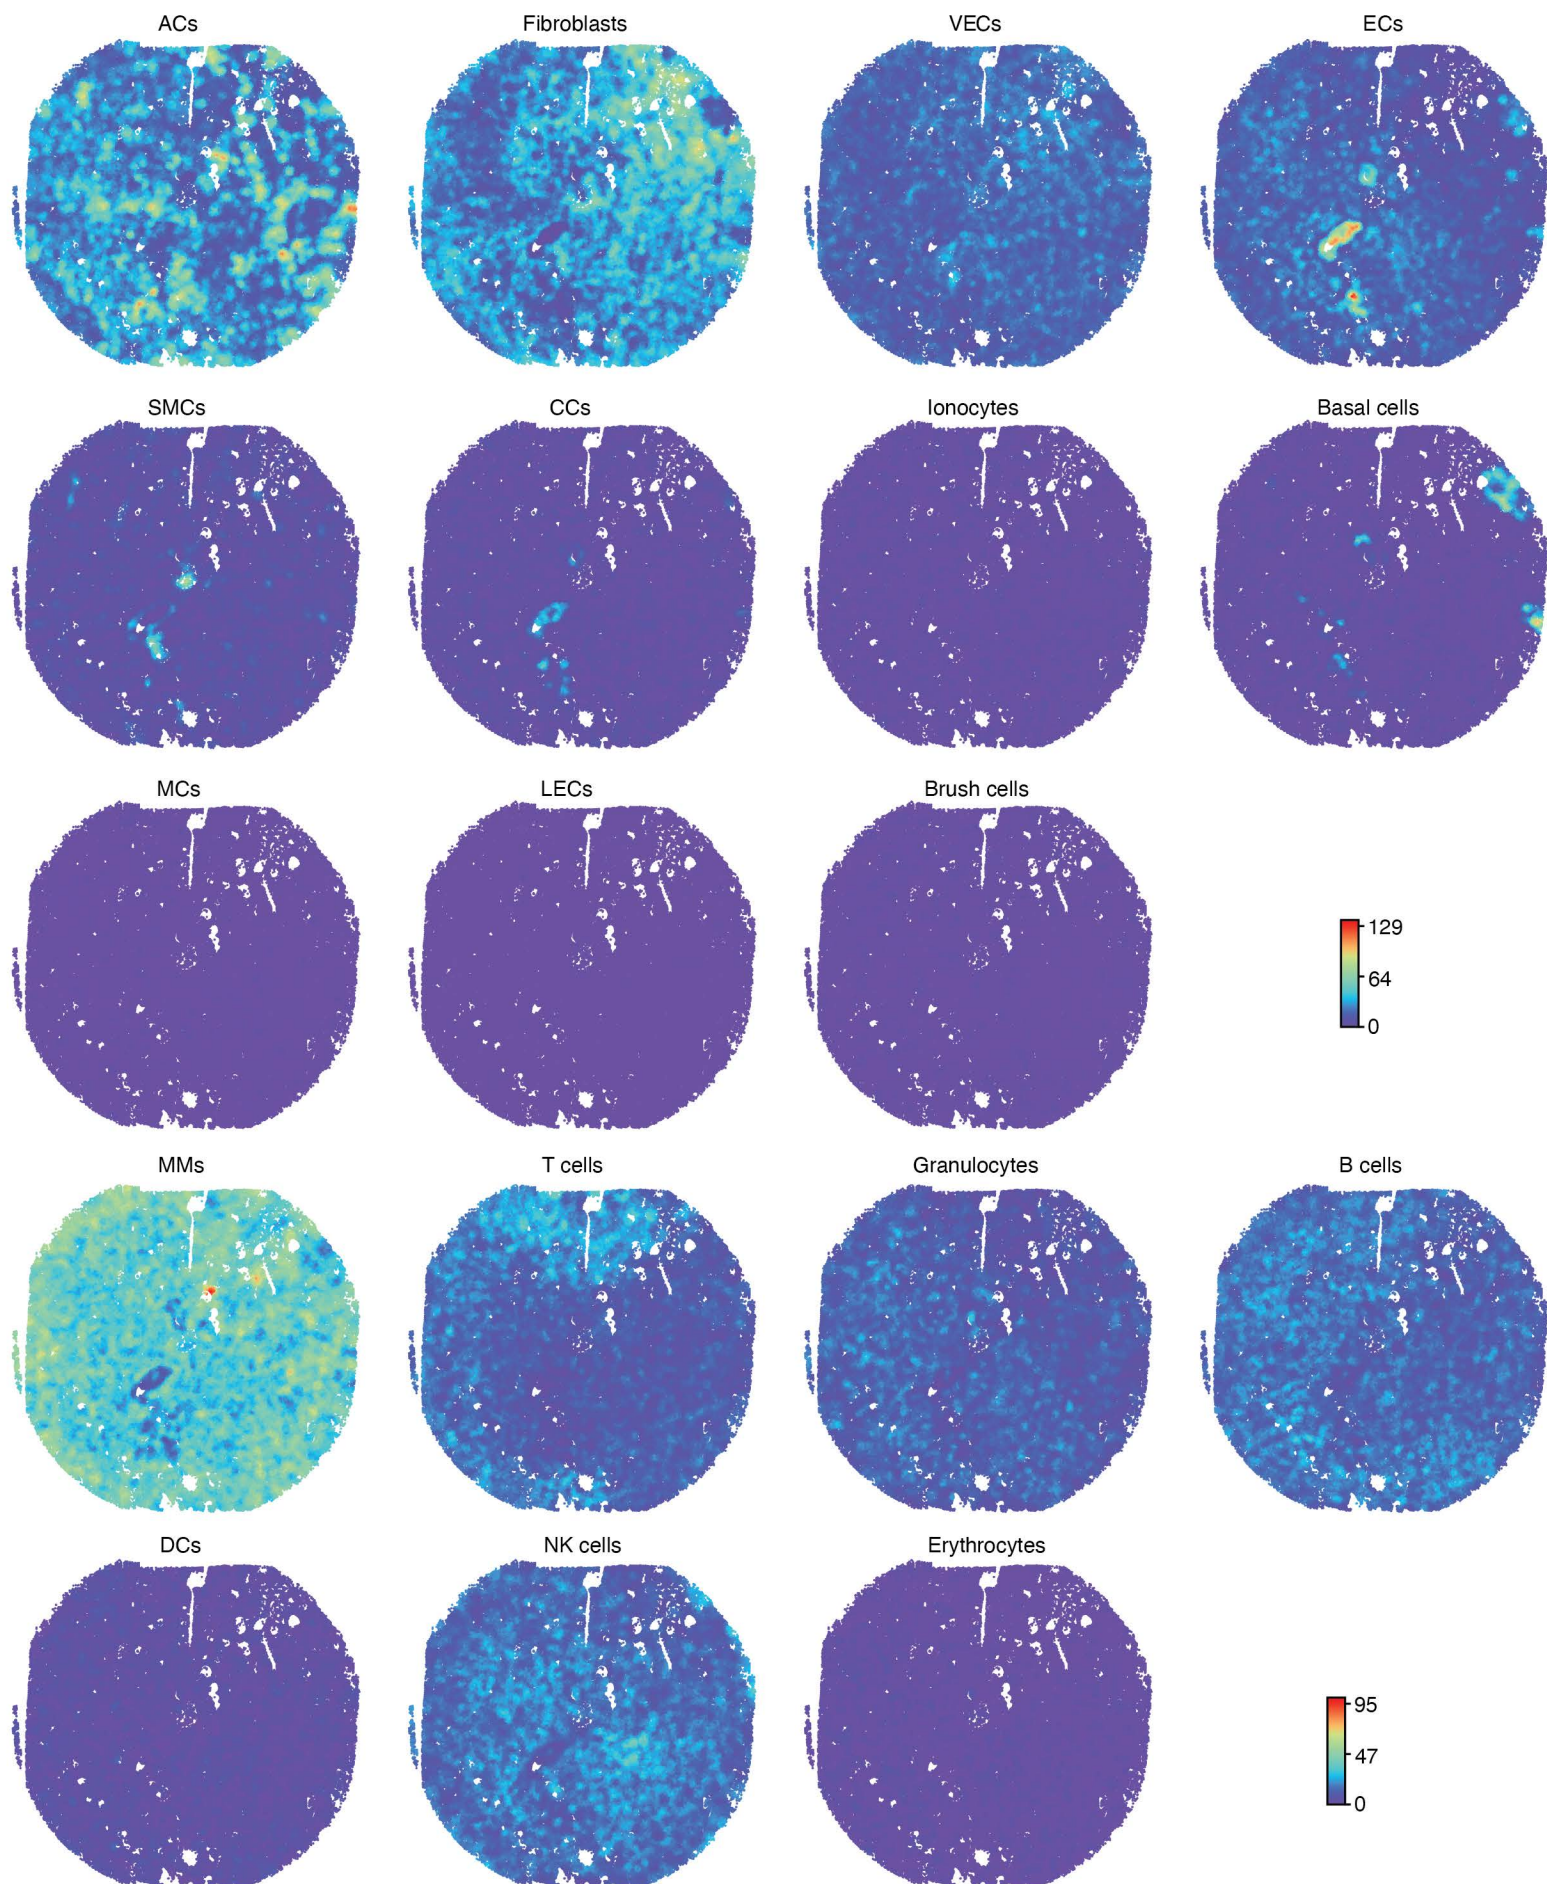 ACs
Fibroblasts
VECs
ECs
SMCs
CCs
Ionocytes
Basal cells
MCs
LECs
Brush cells
129
64
0
MMs
T cells
Granulocytes
B cells
DCs
NK cells
Erythrocytes
95
47
0